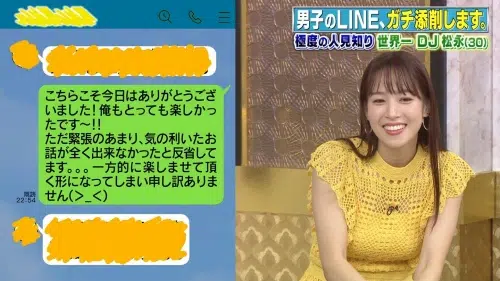 男子のLINE、ガチ添削します。
極度の人見知り 世界一 DJ松永(30)
こちらこそ今日はありがとうござ
いました!俺もとっても楽しかっ
たです〜!!
ただ緊張のあまり、気の利いたお
話が全く出来なかったと反省して
ます。。。一方的に楽しませて頂
く形になってしまい申し訳ありま
せん(>_<)
既読
22:54